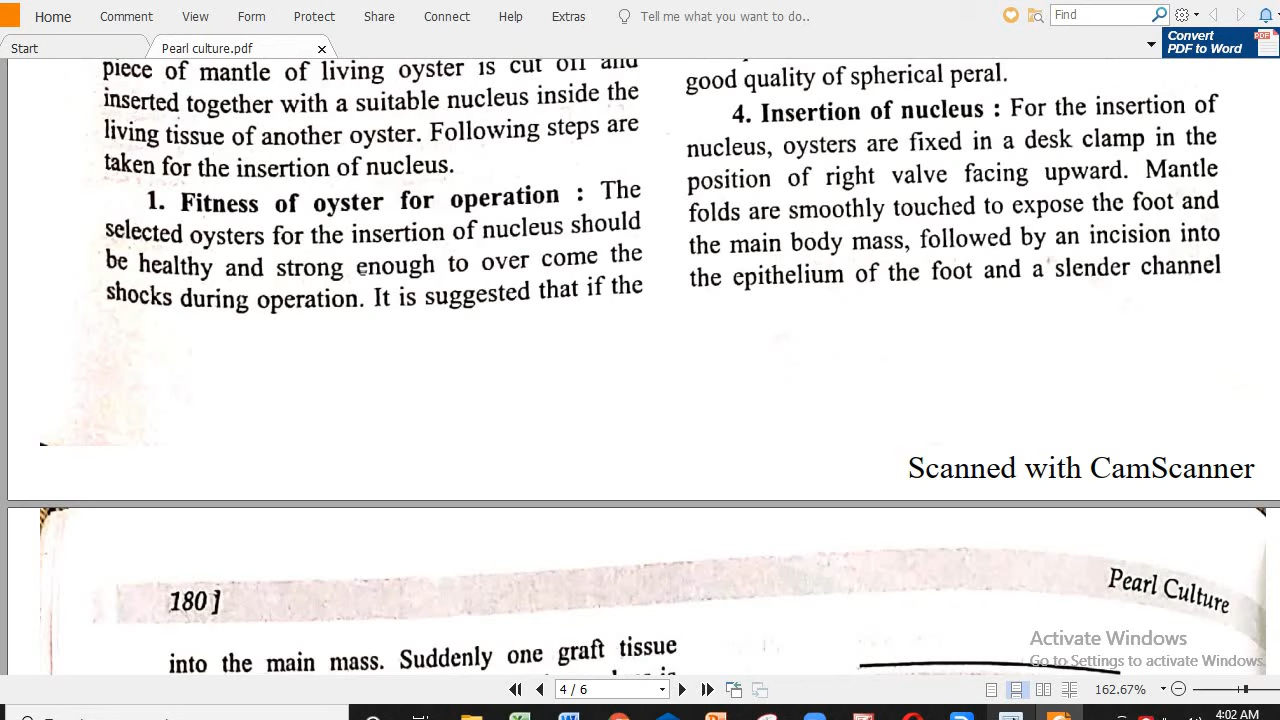 Home Comment View Form Protect Share Connect Help Extras Tell me what you want to do.. Find
Start Pearl culture.pdf x
Convert
PDF to Word
piece of mantle of living oyster is cut off and
inserted together with a suitable nucleus inside the
living tissue of another oyster. Following steps are
taken for the insertion of nucleus.
1. Fitness of oyster for operation : The
selected oysters for the insertion of nucleus should
be healthy and strong enough to over come the
shocks during operation. It is suggested that if the
good quality of spherical peral.
4. Insertion of nucleus : For the insertion of
nucleus, oysters are fixed in a desk clamp in the
position of right valve facing upward. Mantle
folds are smoothly touched to expose the foot and
the main body mass, followed by an incision into
the epithelium of the foot and a slender channel
Scanned with CamScanner
180]
Pearl Culture
into the main mass. Suddenly one graft tissue
Activate Windows
Go to Settings to activate Windows.
4 / 6
162.67%
4:02 AM